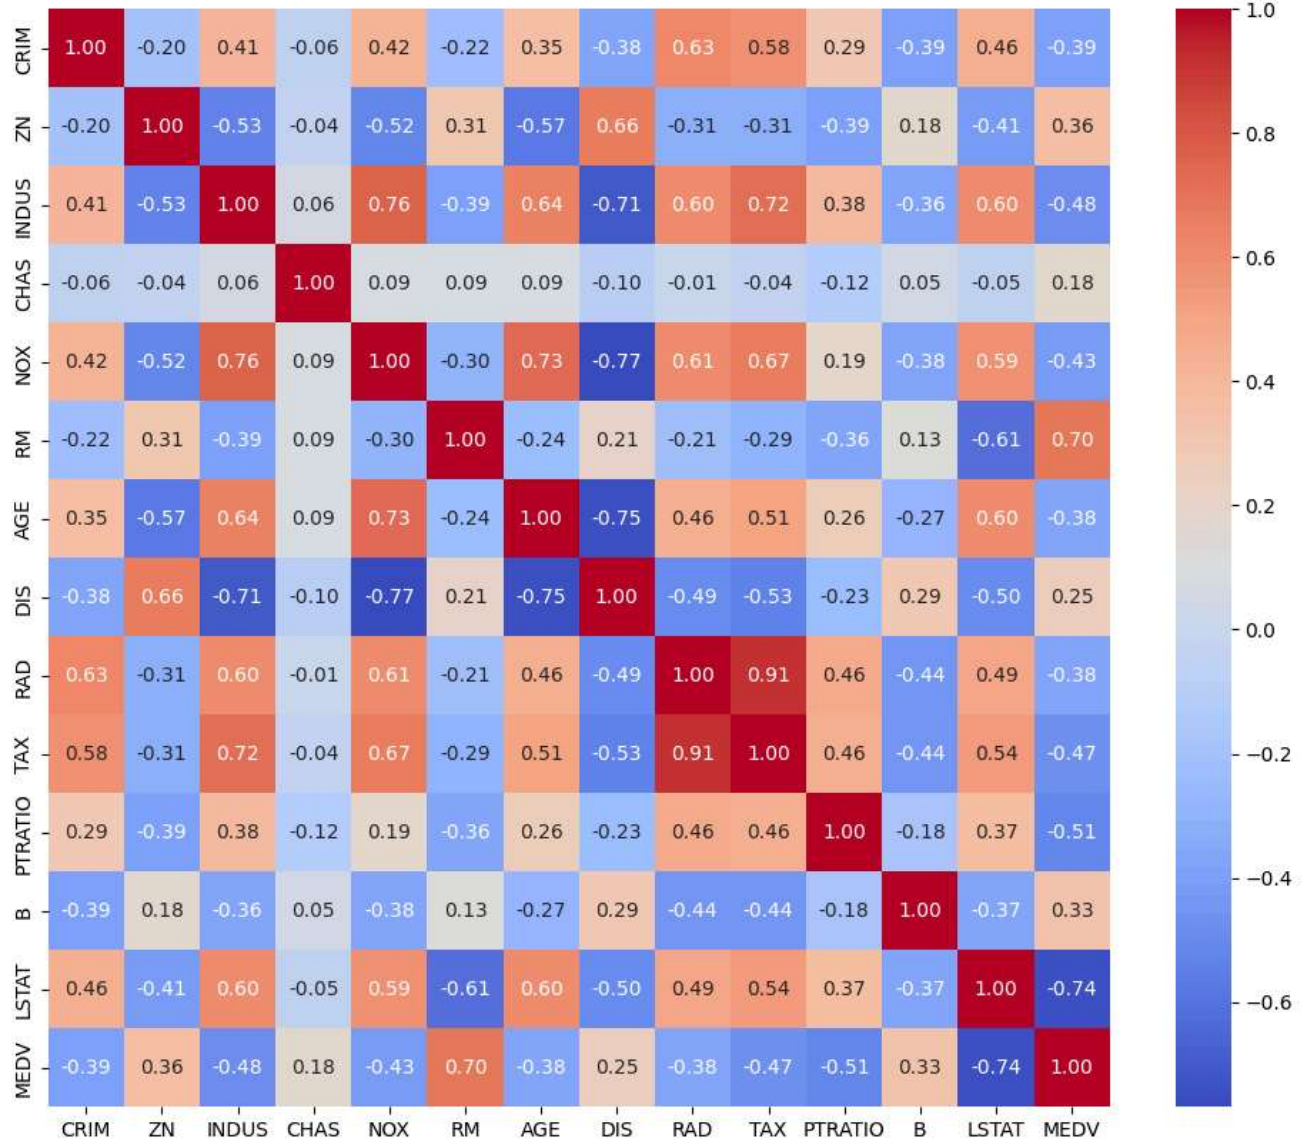 CRIM 1.00 -0.20 0.41 -0.06 0.42 -0.22 0.35 -0.38 0.63 0.58 0.29 -0.39 0.46 -0.39
ZN -0.20 1.00 -0.53 -0.04 -0.52 0.31 -0.57 0.66 -0.31 -0.31 -0.39 0.18 -0.41 0.36
INDUS 0.41 -0.53 1.00 0.06 0.76 -0.39 0.64 -0.71 0.60 0.72 0.38 -0.36 0.60 -0.48
CHAS -0.06 -0.04 0.06 1.00 0.09 0.09 0.09 -0.10 -0.01 -0.04 -0.12 0.05 -0.05 0.18
NOX 0.42 -0.52 0.76 0.09 1.00 -0.30 0.73 -0.77 0.61 0.67 0.19 -0.38 0.59 -0.43
RM -0.22 0.31 -0.39 0.09 -0.30 1.00 -0.24 0.21 -0.21 -0.29 -0.36 0.13 -0.61 0.70
AGE 0.35 -0.57 0.64 0.09 0.73 -0.24 1.00 -0.75 0.46 0.51 0.26 -0.27 0.60 -0.38
DIS -0.38 0.66 -0.71 -0.10 -0.77 0.21 -0.75 1.00 -0.49 -0.53 -0.23 0.29 -0.50 0.25
RAD 0.63 -0.31 0.60 -0.01 0.61 -0.21 0.46 -0.49 1.00 0.91 0.46 -0.44 0.49 -0.38
TAX 0.58 -0.31 0.72 -0.04 0.67 -0.29 0.51 -0.53 0.91 1.00 0.46 -0.44 0.54 -0.47
PTRATIO 0.29 -0.39 0.38 -0.12 0.19 -0.36 0.26 -0.23 0.46 0.46 1.00 -0.18 0.37 -0.51
B -0.39 0.18 -0.36 0.05 -0.38 0.13 -0.27 0.29 -0.44 -0.44 -0.18 1.00 -0.37 0.33
LSTAT 0.46 -0.41 0.60 -0.05 0.59 -0.61 0.60 -0.50 0.49 0.54 0.37 -0.37 1.00 -0.74
MEDV -0.39 0.36 -0.48 0.18 -0.43 0.70 -0.38 0.25 -0.38 -0.47 -0.51 0.33 -0.74 1.00
CRIM ZN INDUS CHAS NOX RM AGE DIS RAD TAX PTRATIO B LSTAT MEDV
1.0
0.8
0.6
0.4
0.2
0.0
−0.2
−0.4
−0.6